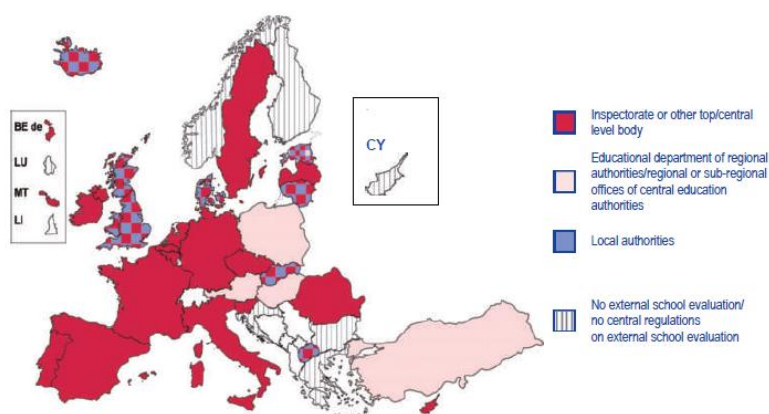 BE de
LU
MT
LI
CY
Inspectorate or other top/central
level body
Educational department of regional
authorities/regional or sub-regional
offices of central education
authorities
Local authorities
No external school evaluation/
no central regulations
on external school evaluation